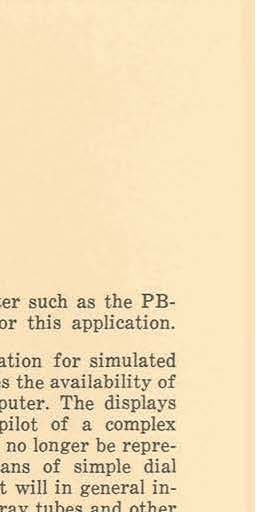 ter such as the PB-
or this application.
ation for simulated
es the availability of
puter. The displays
pilot of a complex
no longer be repre-
ans of simple dial
t will in general in-
ray tubes and other